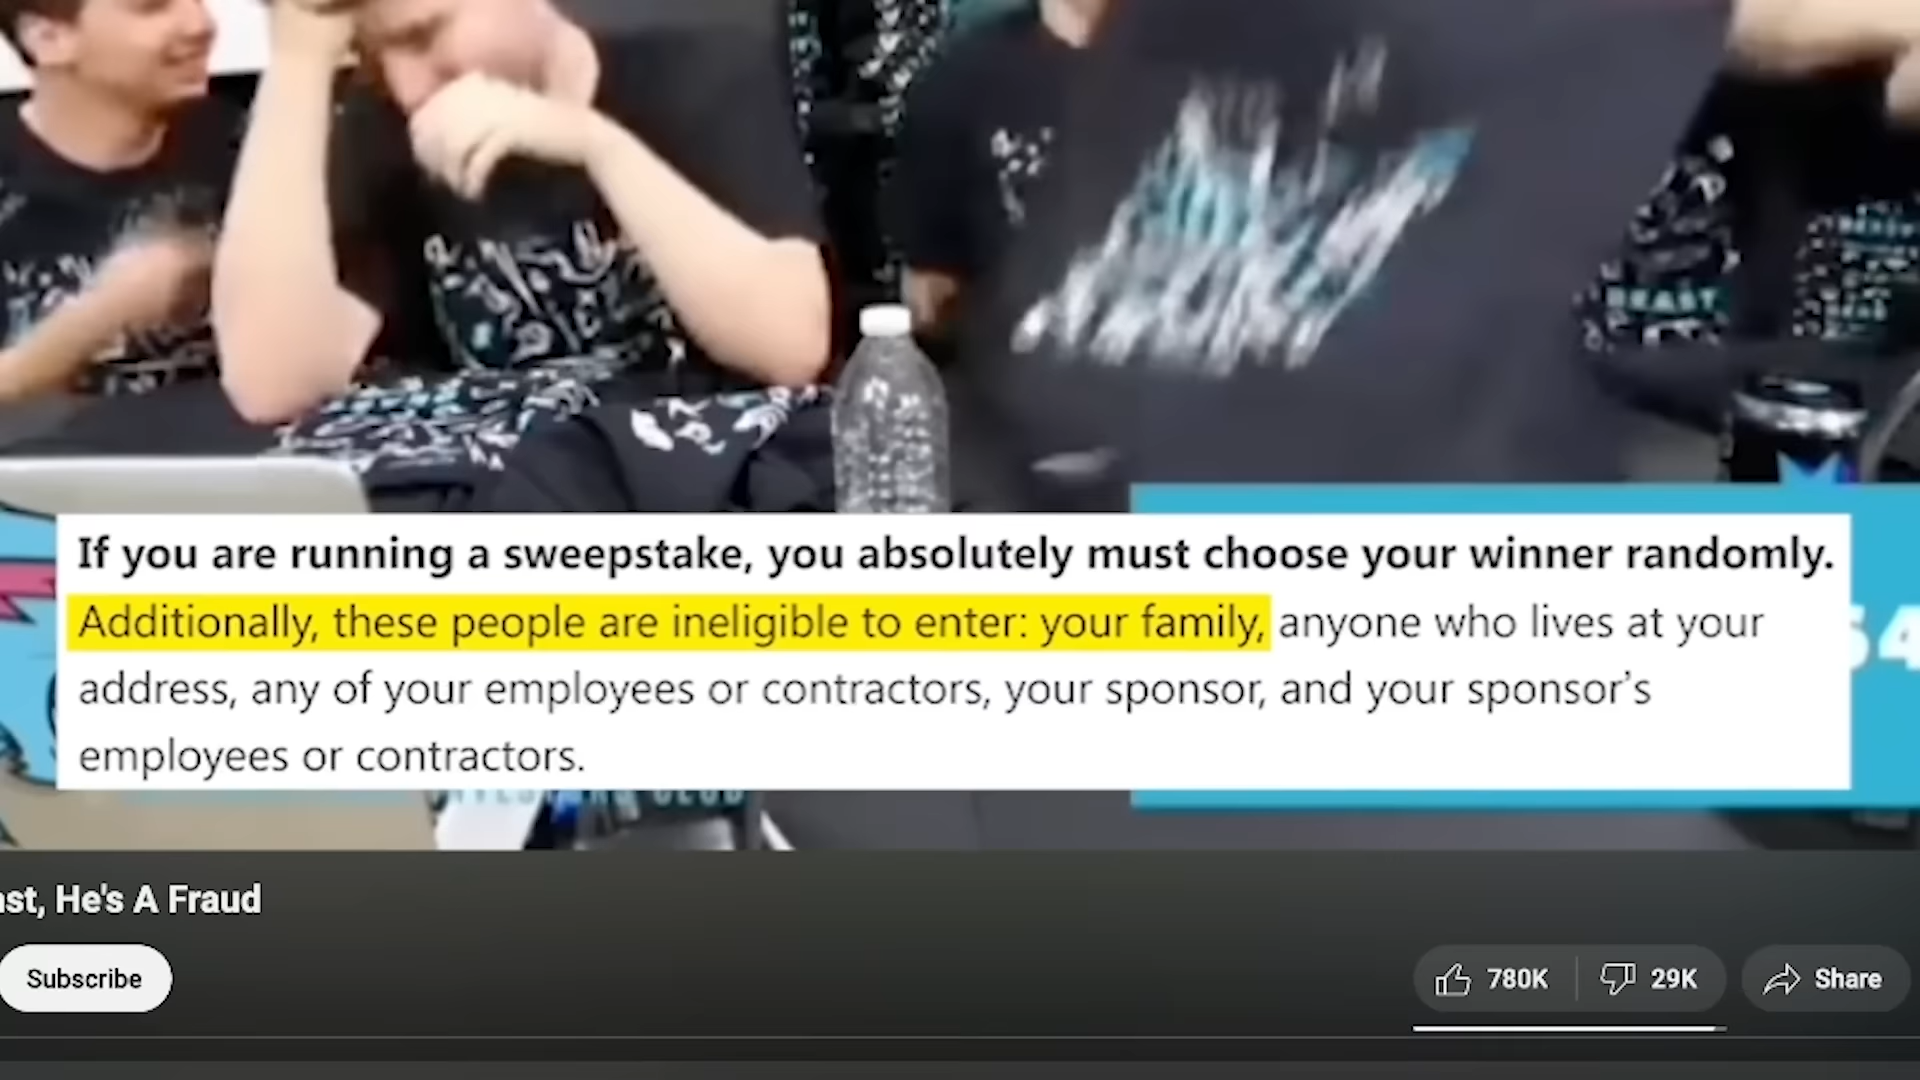 BEAST
54
If you are running a sweepstake, you absolutely must choose your winner randomly.
Additionally, these people are ineligible to enter: your family, anyone who lives at your
address, any of your employees or contractors, your sponsor, and your sponsor’s
employees or contractors.
ast, He's A Fraud
Subscribe
780K
29K
Share